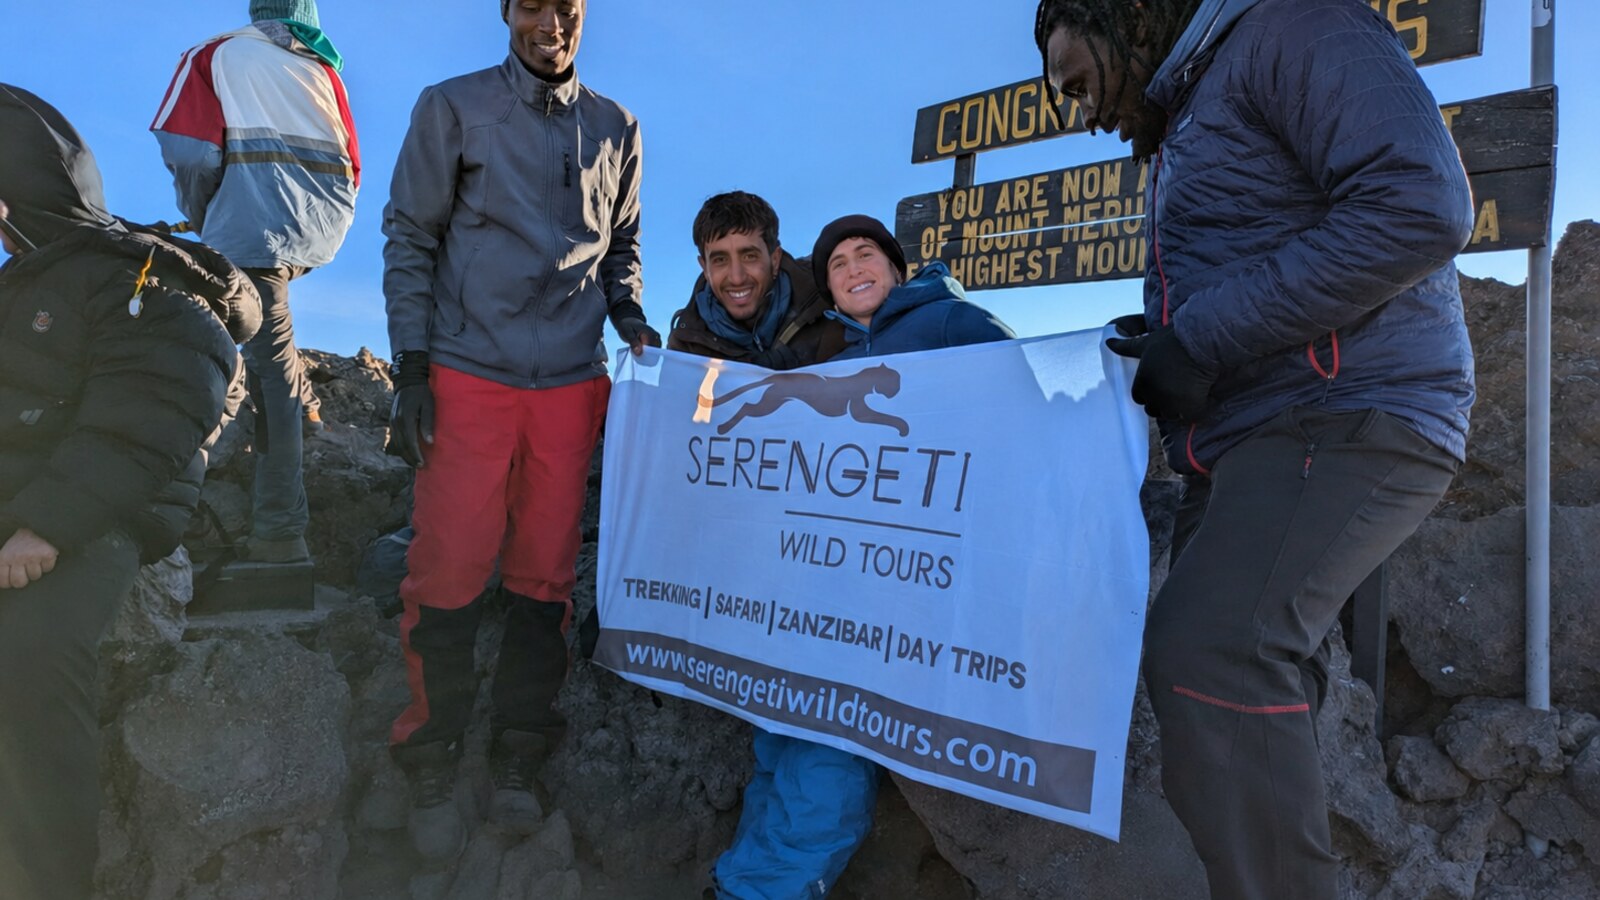 CONGRA
S
YOU ARE NOW A
OF MOUNT MERU
HIGHEST MOUN
A
SERENGETI
WILD TOURS
TREKKING | SAFARI | ZANZIBAR | DAY TRIPS
www.serengetiwildtours.com